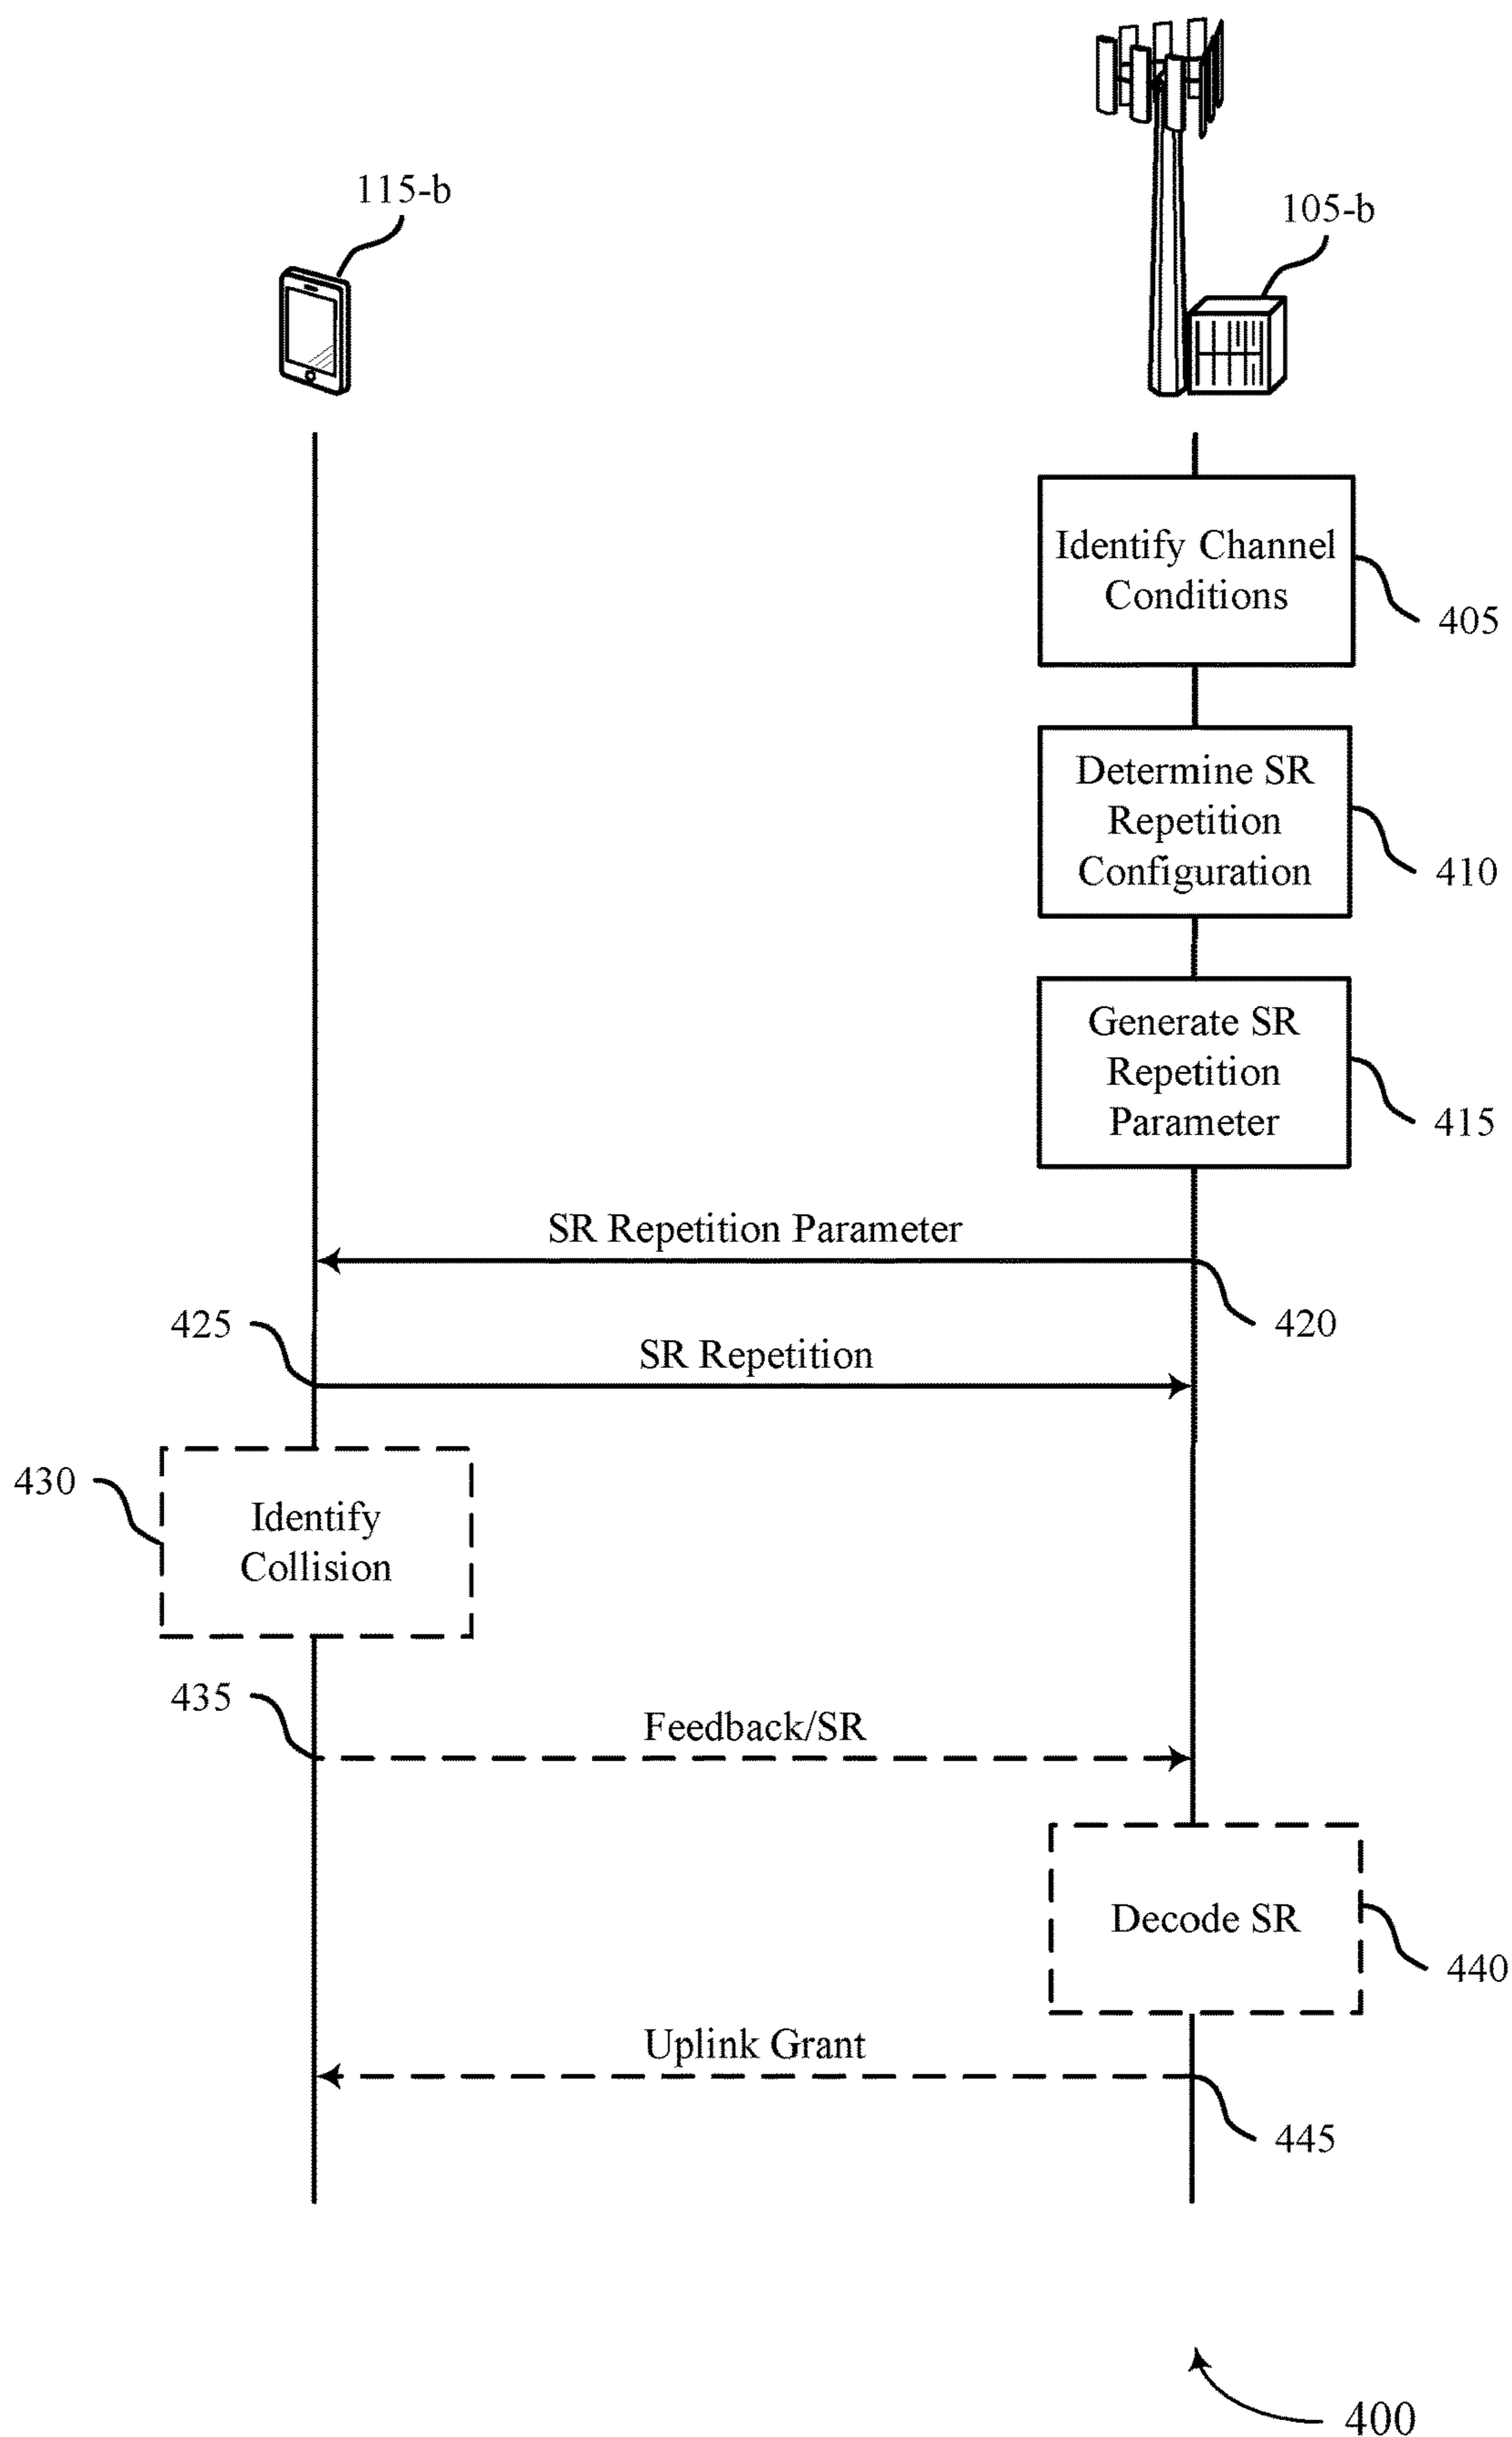 115-b
105-b
Identify Channel
Conditions
405
Determine SR
Repetition
Configuration
410
Generate SR
Repetition
Parameter
415
SR Repetition Parameter
420
425
SR Repetition
430
Identify
Collision
435
Feedback/SR
Decode SR
440
Uplink Grant
445
400